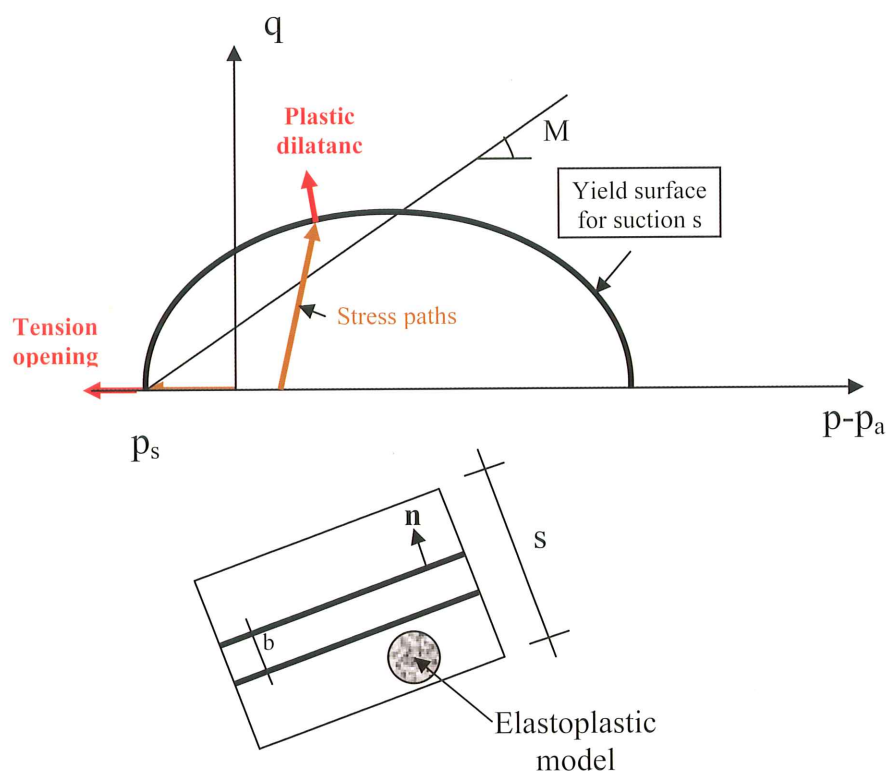 q
Plastic
dilatanc
M
Yield surface
for suction s
Stress paths
Tension
opening
p-pa
ps
n
s
b
Elastoplastic
model